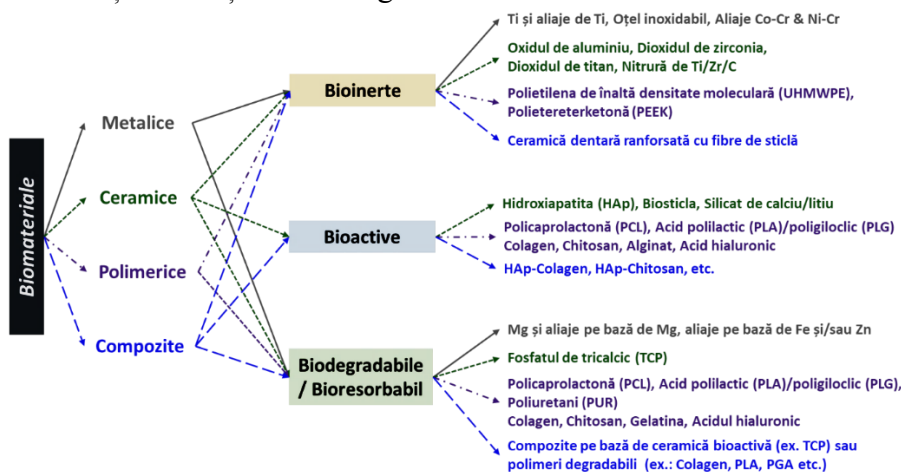 Ti și aliaje de Ti, Oțel inoxidabil, Aliaje Co-Cr & Ni-Cr
Oxidul de aluminiu, Dioxidul de zirconia,
Dioxidul de titan, Nitrură de Ti/Zr/C
Bioinerte
Polietilena de înaltă densitate moleculară (UHMWPE),
Polietereterketonă (PEEK)
Metalice
Ceramică dentară ranforsată cu fibre de sticlă
Biomateriale
Ceramice
Hidroxiapatita (HAp), Biosticla, Silicat de calciu/litiu
Bioactive
Policaprolactonă (PCL), Acid polilactic (PLA)/poligiloclic (PLG)
Colagen, Chitosan, Alginat, Acid hialuronic
Polimerice
HAp-Colagen, HAp-Chitosan, etc.
Compozite
Mg și aliaje pe bază de Mg, aliaje pe bază de Fe și/sau Zn
Fosfatul de tricalcic (TCP)
Biodegradabile
/ Bioresorbabil
Policaprolactonă (PCL), Acid polilactic (PLA)/poligiloclic (PLG),
Poliuretani (PUR)
Colagen, Chitosan, Gelatina, Acidul hialuronic
Compozite pe bază de ceramică bioactivă (ex. TCP) sau
polimeri degradabili (ex.: Colagen, PLA, PGA etc.)